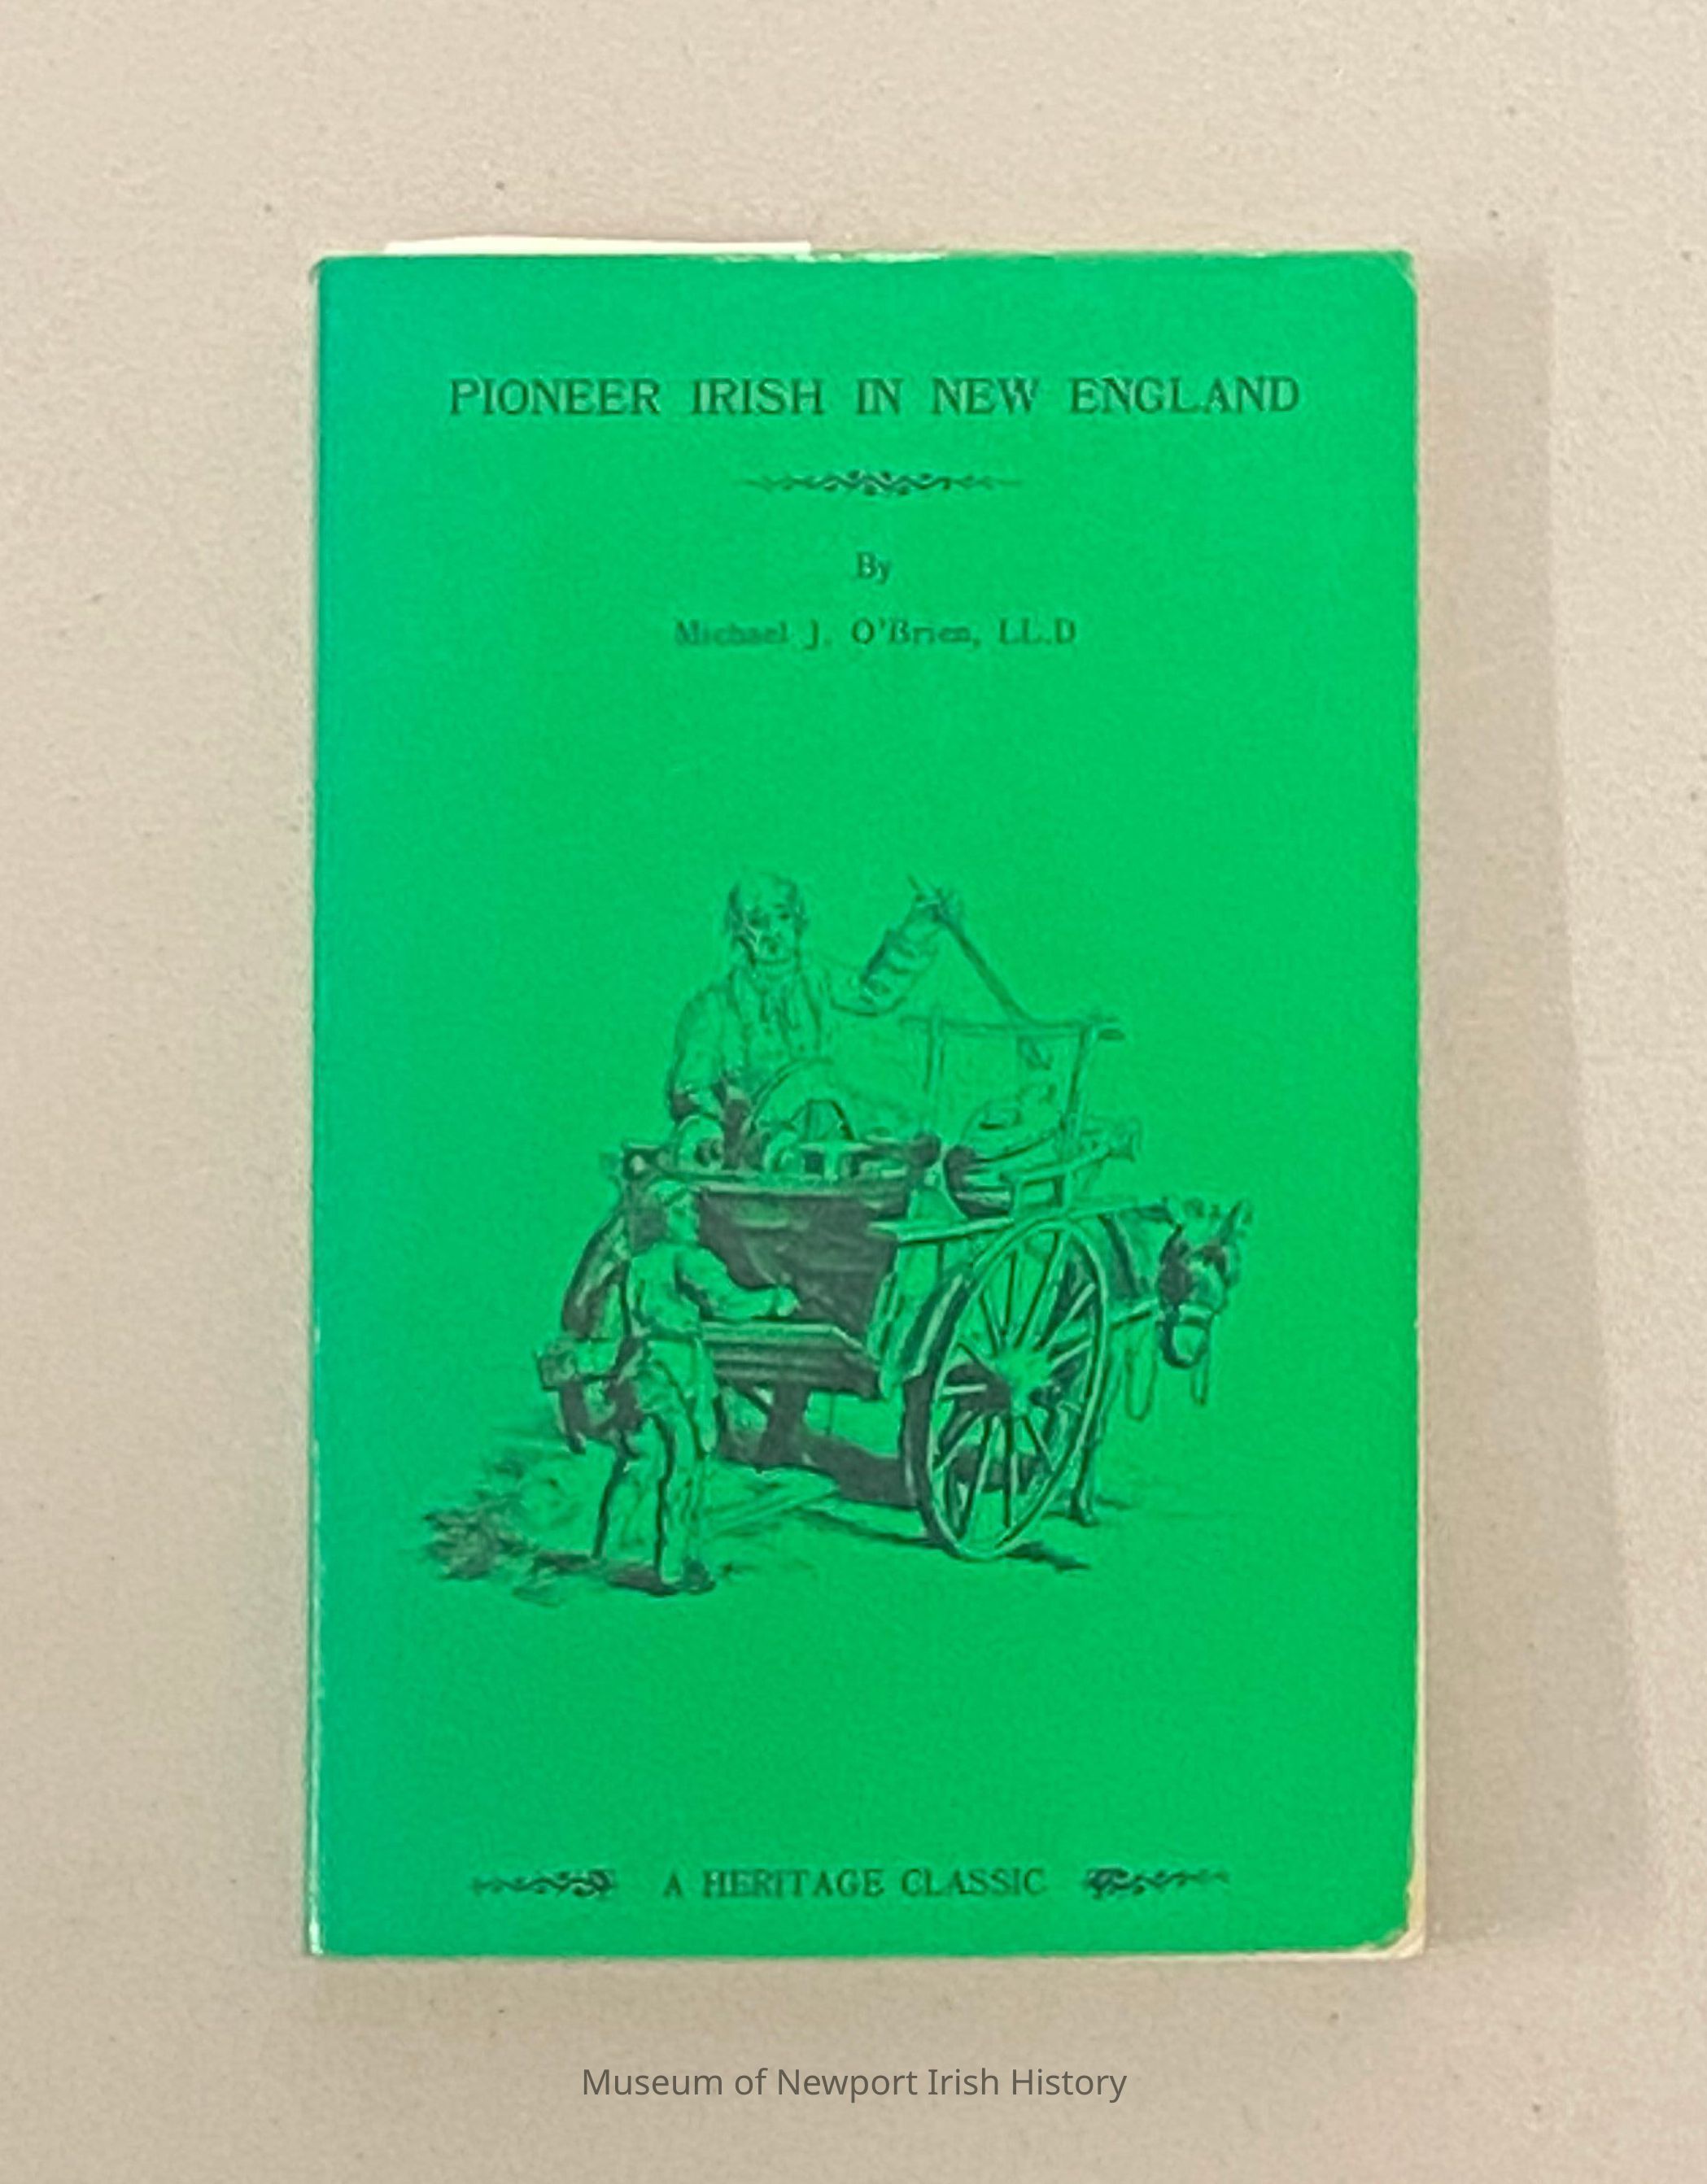 PIONEER IRISH IN NEW ENGLAND
By
Michael J. O'Brien, LL.D
A HERITAGE CLASSIC
Museum of Newport Irish History